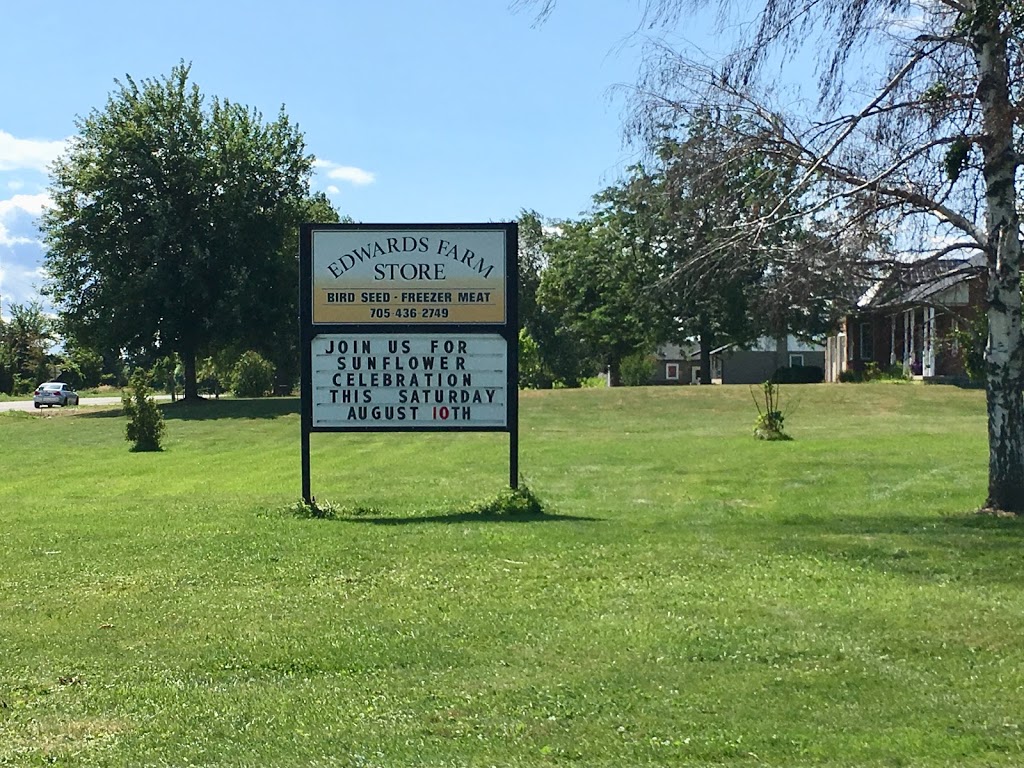 EDWARDS FARM
STORE
BIRD SEED - FREEZER MEAT
705-436-2749
JOIN US FOR
SUNFLOWER
CELEBRATION
THIS SATURDAY
AUGUST 10TH